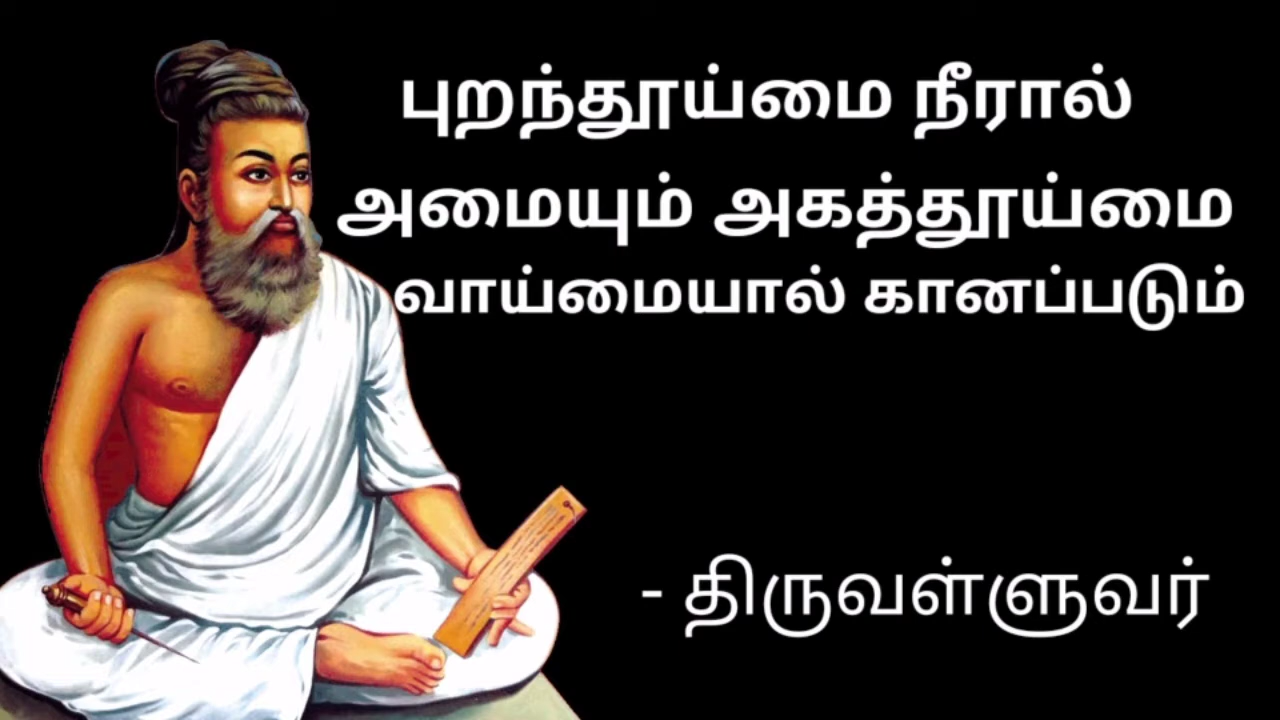 புறந்தூய்மை நீரால்
அமையும் அகத்தூய்மை
வாய்மையால் கானப்படும்
- திருவள்ளுவர்